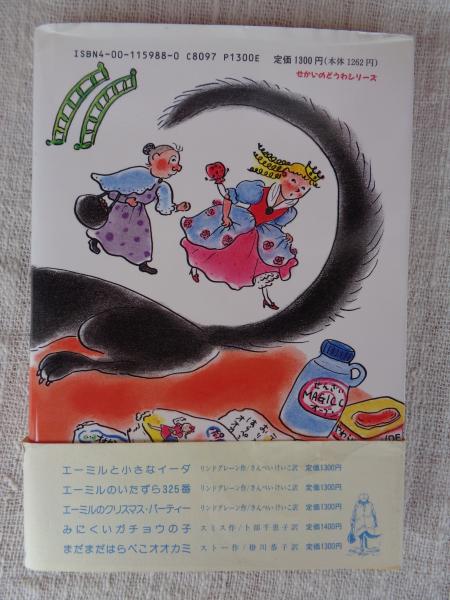 ISBN4-00-115988-0 C8097 P1300E 定価1300円(本体1262円)
せかいのどうわシリーズ
せんざい
MAGICC
エーミルと小さなイーダ リンドグレーン作/さんぺいけいこ訳 定価1300円
エーミルのいたずら325番 リンドグレーン作/さんぺいけいこ訳 定価1300円
エーミルのクリスマス・パーティー リンドグレーン作/さんぺいけいこ訳 定価1300円
みにくいガチョウの子 スミス作/卜部千恵子訳 定価1400円
まだまだはらぺこオオカミ ストー作/掛川恭子訳 定価1300円